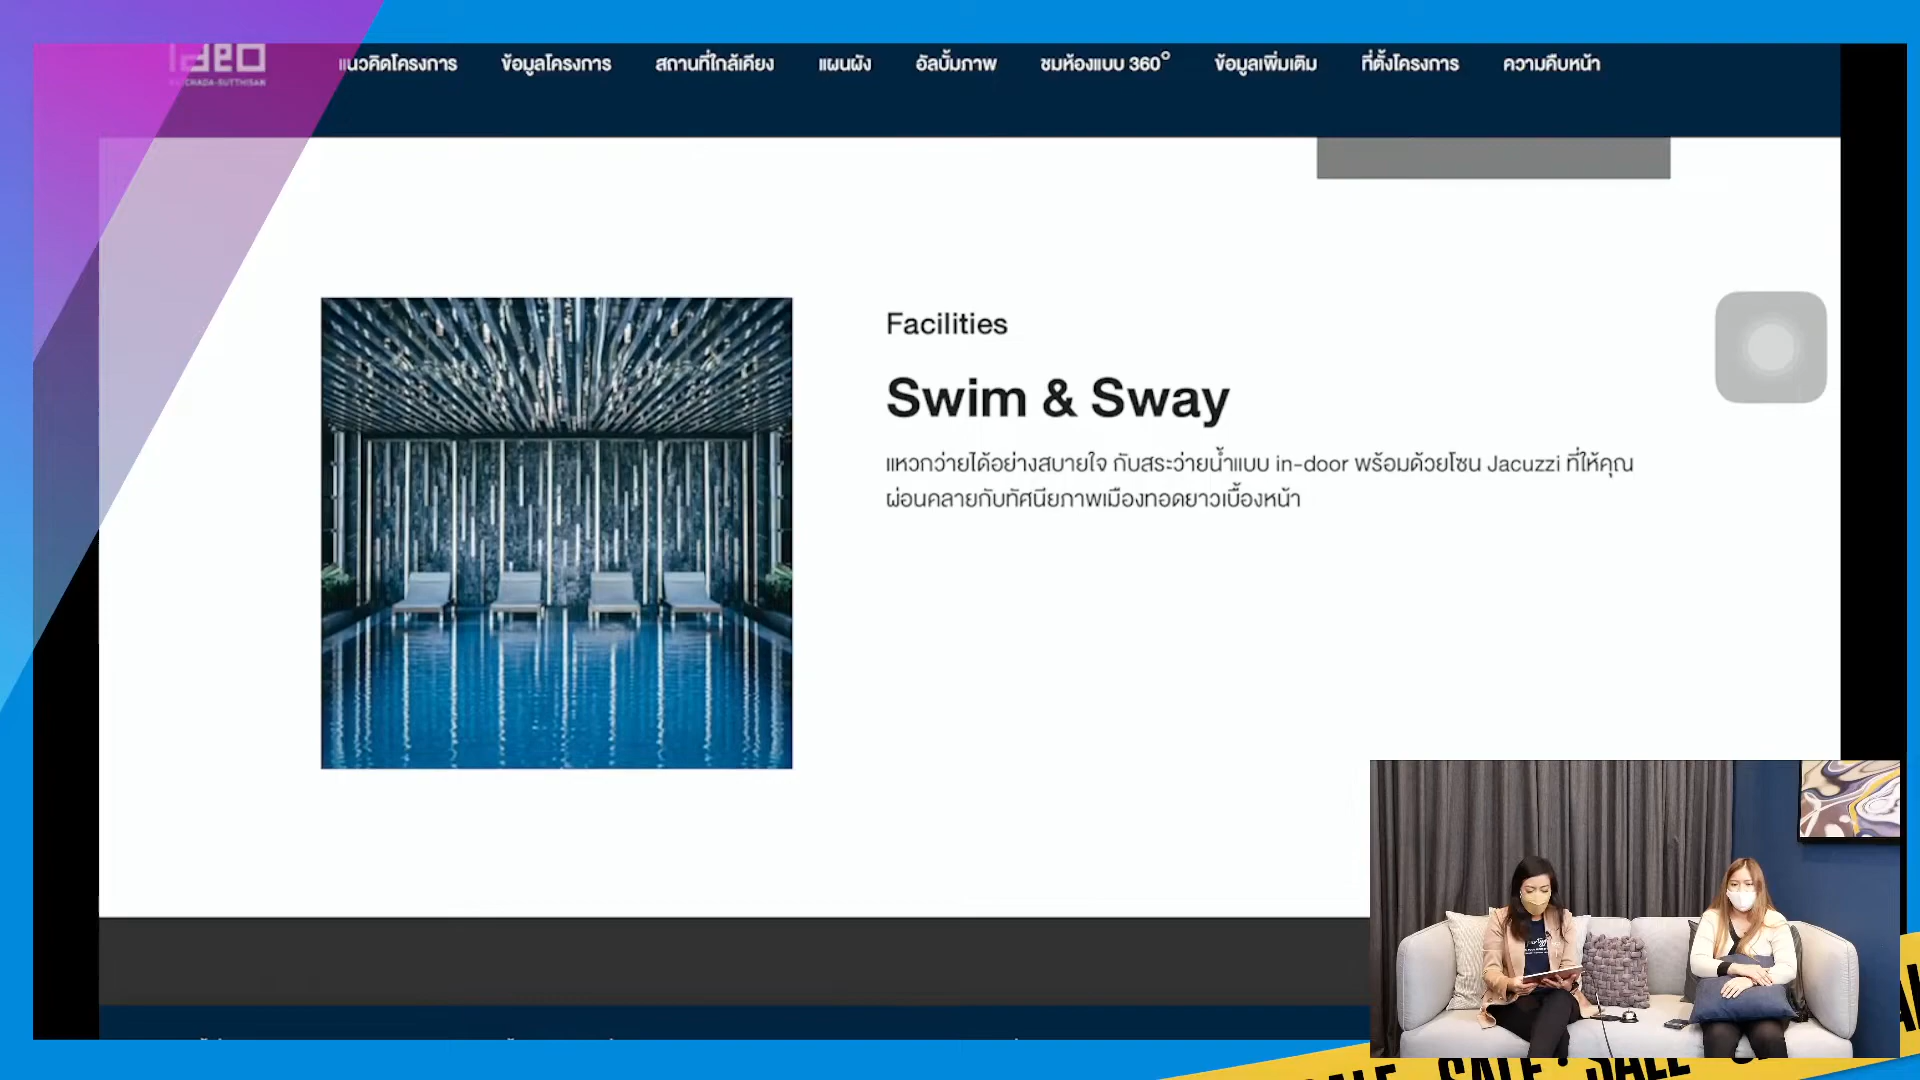 ideo
RATCHADA-SUTTHISAN
แนวคิดโครงการ ข้อมูลโครงการ สถานที่ใกล้เคียง แผนผัง อัลบั้มภาพ ชมห้องแบบ 360° ข้อมูลเพิ่มเติม ที่ตั้งโครงการ ความคืบหน้า
Facilities
Swim & Sway
แหวกว่ายได้อย่างสบายใจ กับสระว่ายน้ำแบบ in-door พร้อมด้วยโซน Jacuzzi ที่ให้คุณ
ผ่อนคลายกับทัศนียภาพเมืองทอดยาวเบื้องหน้า
SALE SALE